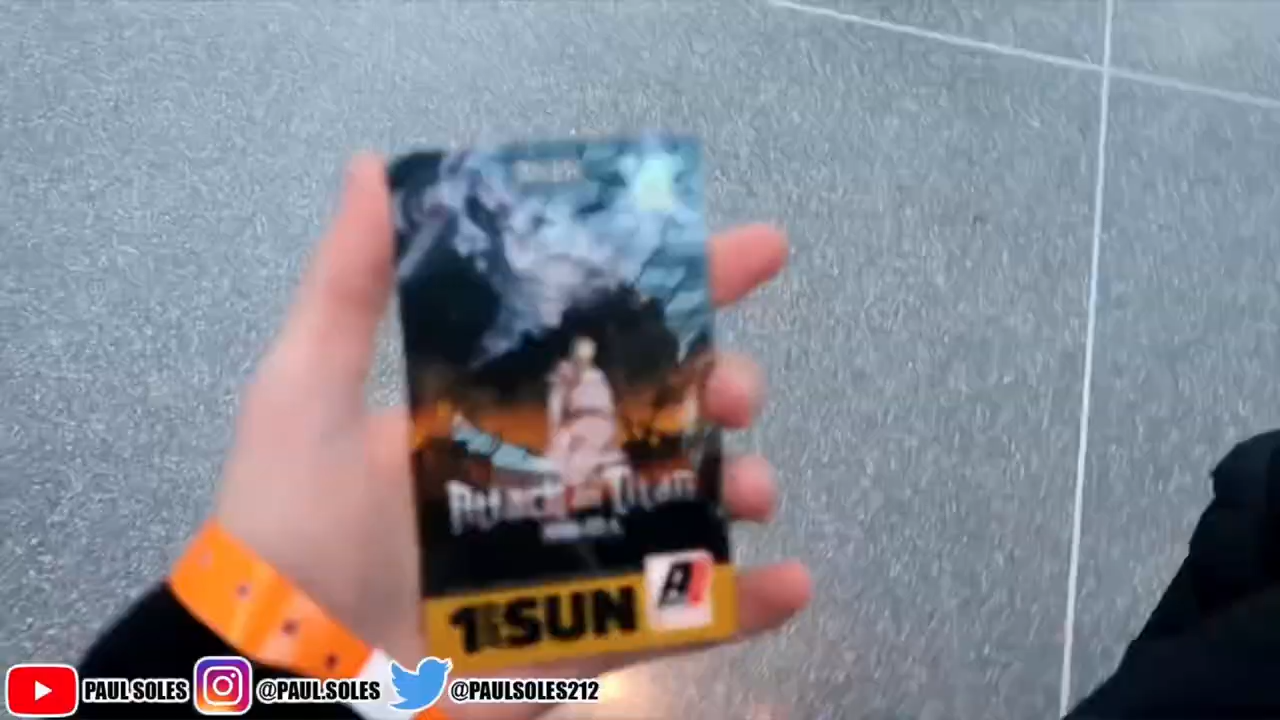 Attack on Titan
1 SUN
PAUL SOLES
@PAUL.SOLES
@PAULSOLES212